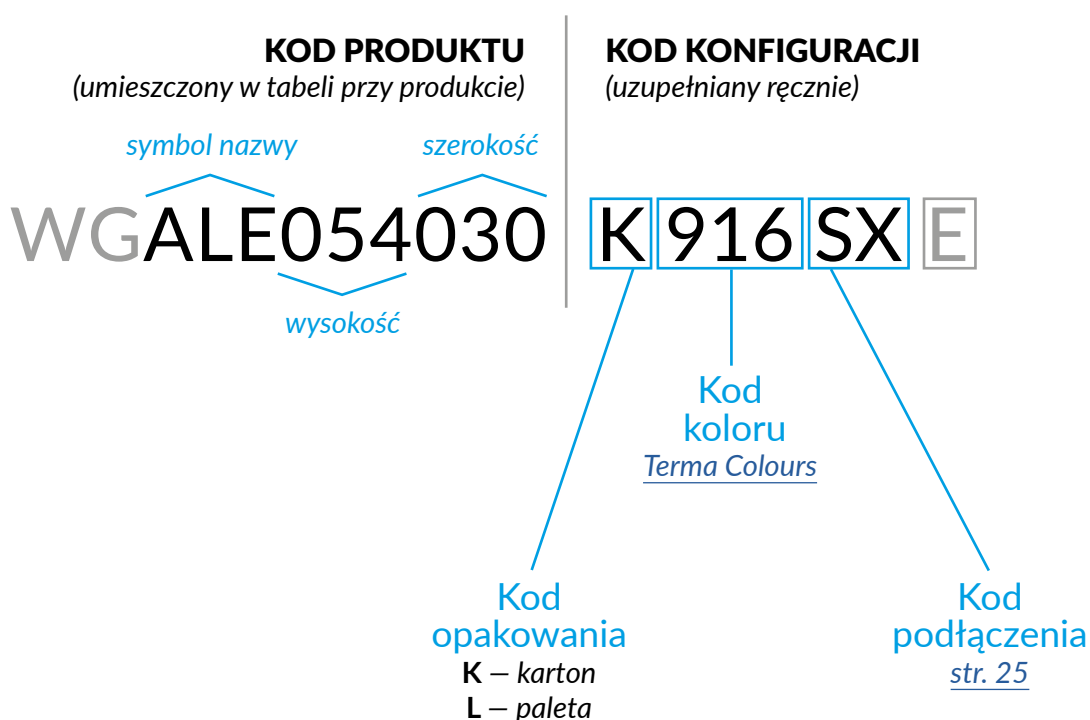 KOD PRODUKTU
(umieszczony w tabeli przy produkcie)
KOD KONFIGURACJI
(uzupełniany ręcznie)
symbol nazwy
szerokość
WGALE054030 K 916 SX E
wysokość
Kod
koloru
Terma Colours
Kod
opakowania
K – karton
L – paleta
Kod
podłączenia
str. 25